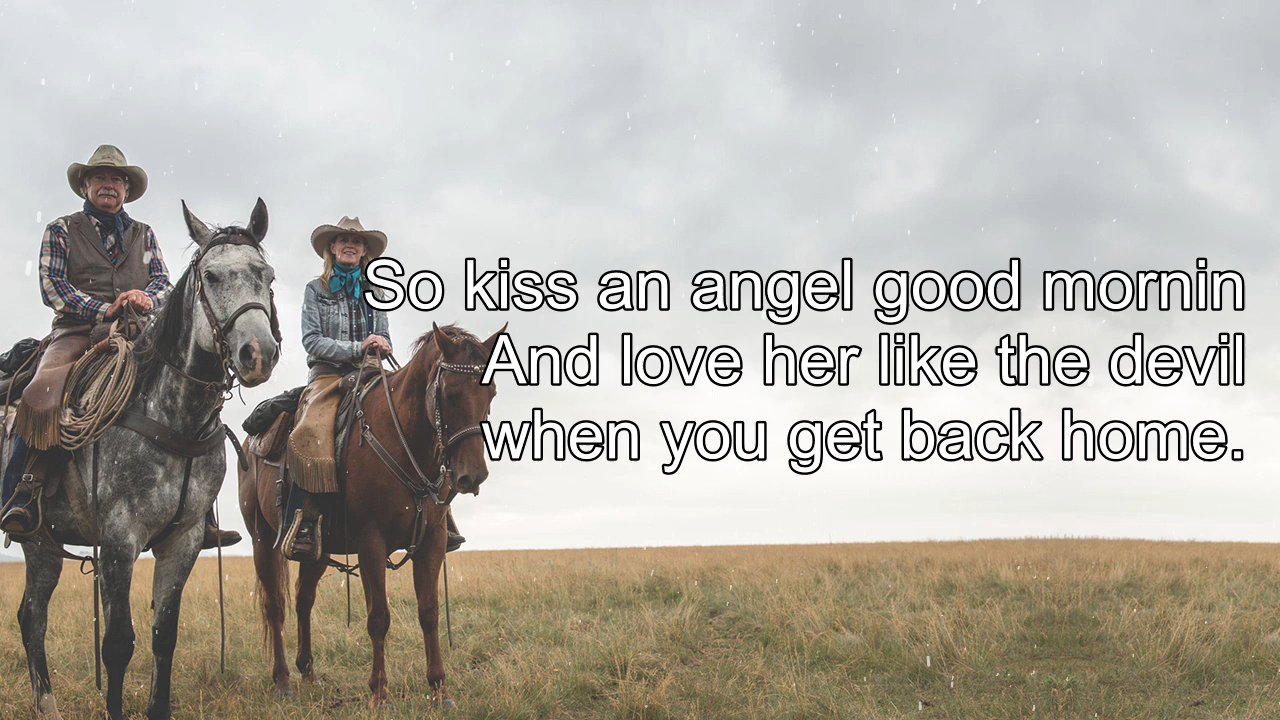 So kiss an angel good mornin
And love her like the devil
when you get back home.